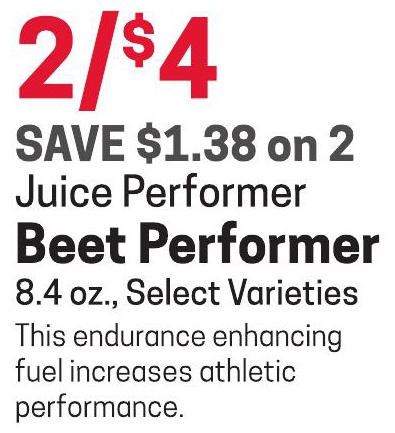 2/$4
SAVE $1.38 on 2
Juice Performer
Beet Performer
8.4 oz., Select Varieties
This endurance enhancing
fuel increases athletic
performance.